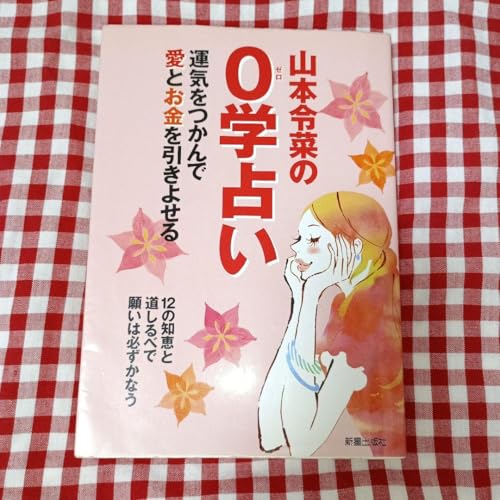 山本令菜の
0学占い
ゼロ
運気をつかんで
愛とお金を引きよせる
12の知恵と
道しるべで
願いは必ずかなう
新星出版社